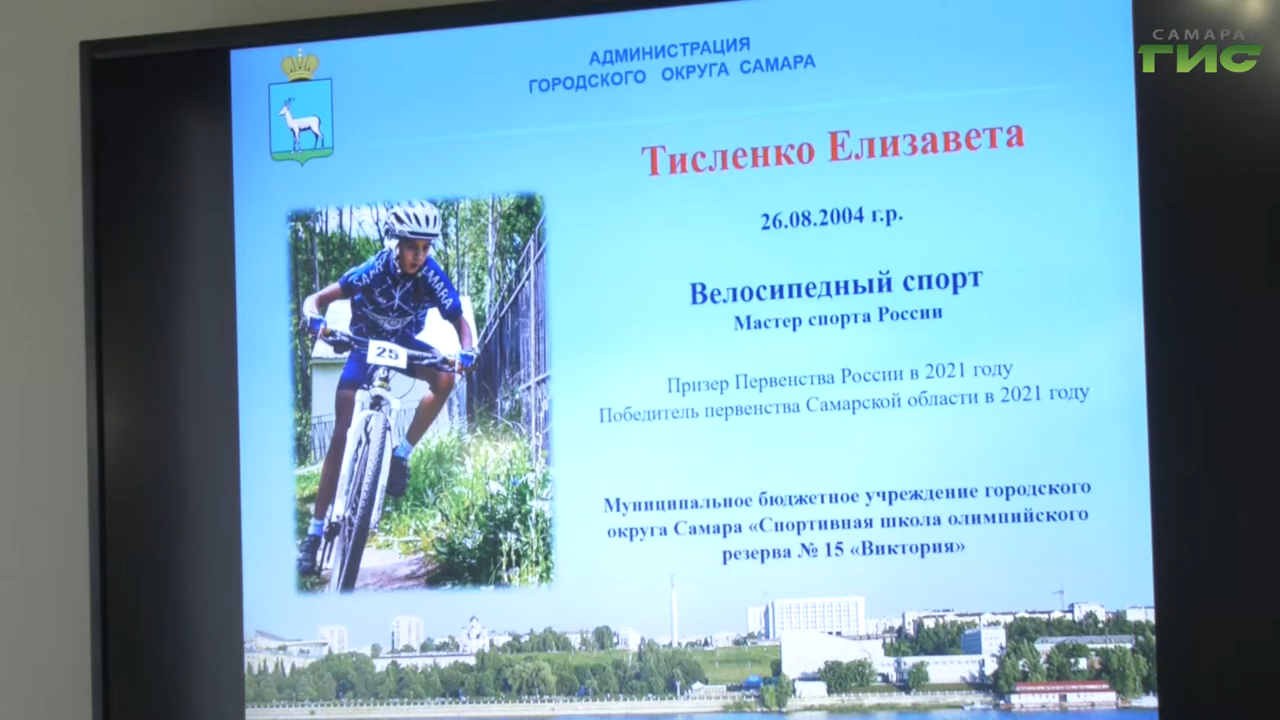 САМАРА
ГИС
АДМИНИСТРАЦИЯ
ГОРОДСКОГО ОКРУГА САМАРА
Тисленко Елизавета
26.08.2004 г.р.
Велосипедный спорт
Мастер спорта России
Призер Первенства России в 2021 году
Победитель первенства Самарской области в 2021 году
Муниципальное бюджетное учреждение городского
округа Самара «Спортивная школа олимпийского
резерва № 15 «Виктория»
25